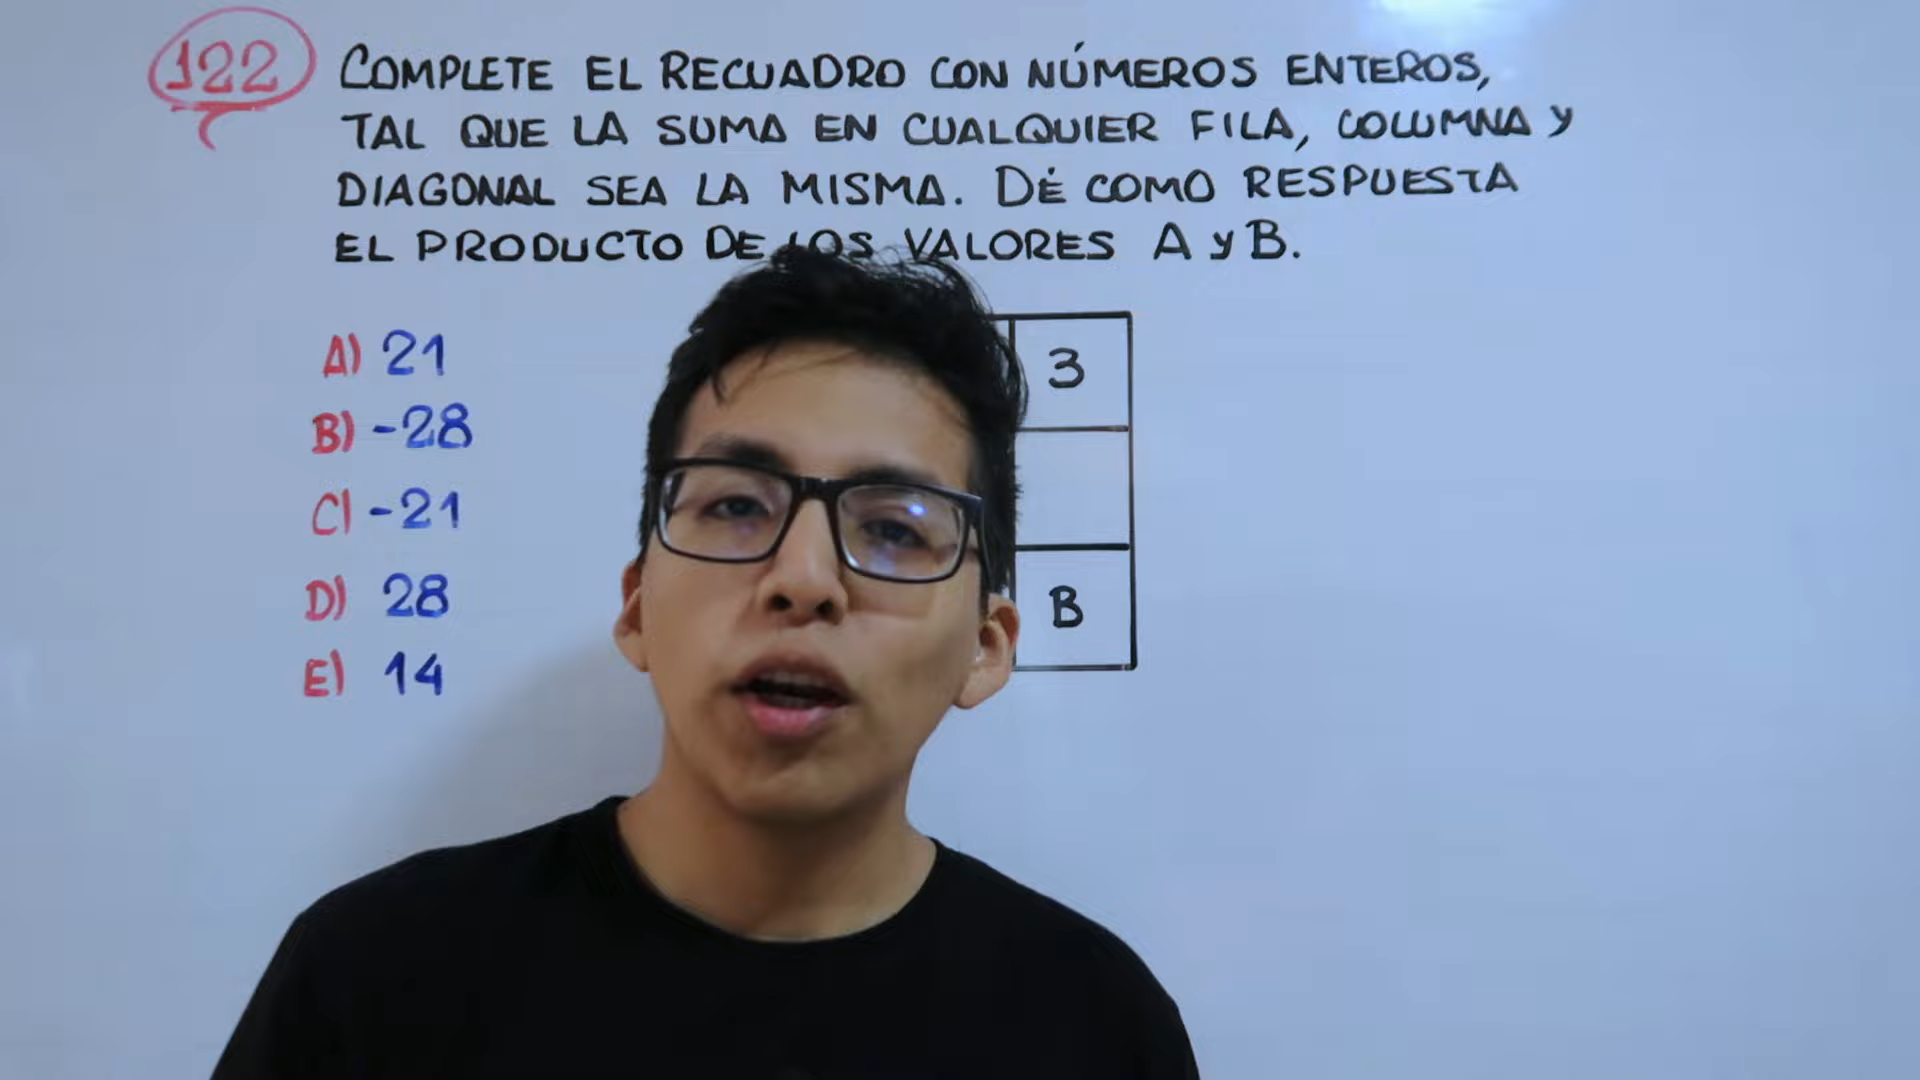 122 COMPLETE EL RECUADRO CON NÚMEROS ENTEROS,
TAL QUE LA SUMA EN CUALQUIER FILA, COLUMNA Y
DIAGONAL SEA LA MISMA. DÉ COMO RESPUESTA
EL PRODUCTO DE LOS VALORES A Y B.
A) 21
B) -28
C) -21
D) 28
E) 14
3
B